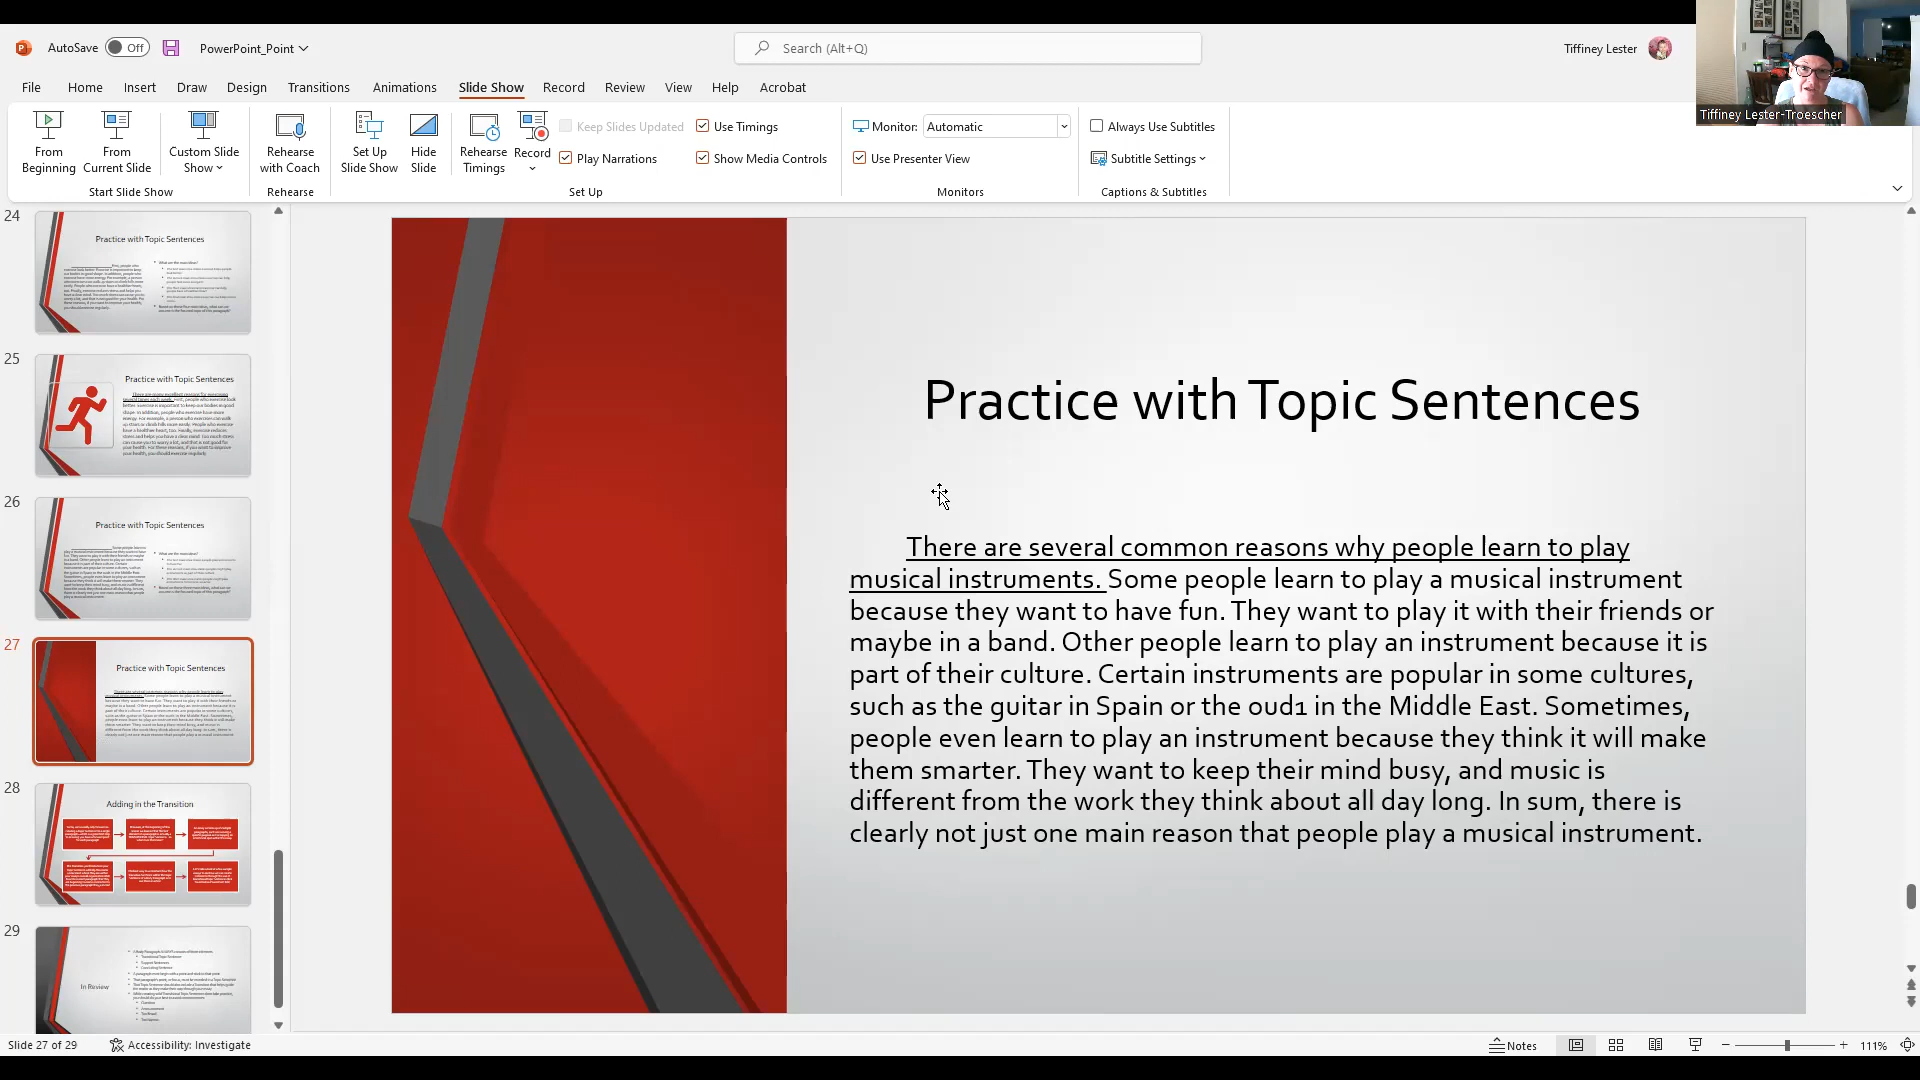 AutoSave Off PowerPoint_Point Search (Alt+Q) Tiffiney Lester
File Home Insert Draw Design Transitions Animations Slide Show Record Review View Help Acrobat
Tiffiney Lester-Troescher
From Beginning
From Current Slide
Custom Slide Show
Start Slide Show
Rehearse with Coach
Rehearse
Set Up Slide Show
Hide Slide
Rehearse Timings
Record
Keep Slides Updated
Play Narrations
Use Timings
Show Media Controls
Set Up
Monitor: Automatic
Use Presenter View
Monitors
Always Use Subtitles
Subtitle Settings
Captions & Subtitles
24
Practice with Topic Sentences
25
Practice with Topic Sentences
26
Practice with Topic Sentences
27
Practice with Topic Sentences
28
Adding in the Transition
29
In Review
Practice with Topic Sentences
There are several common reasons why people learn to play
musical instruments. Some people learn to play a musical instrument
because they want to have fun. They want to play it with their friends or
maybe in a band. Other people learn to play an instrument because it is
part of their culture. Certain instruments are popular in some cultures,
such as the guitar in Spain or the oud1 in the Middle East. Sometimes,
people even learn to play an instrument because they think it will make
them smarter. They want to keep their mind busy, and music is
different from the work they think about all day long. In sum, there is
clearly not just one main reason that people play a musical instrument.
Slide 27 of 29 Accessibility: Investigate Notes 111%